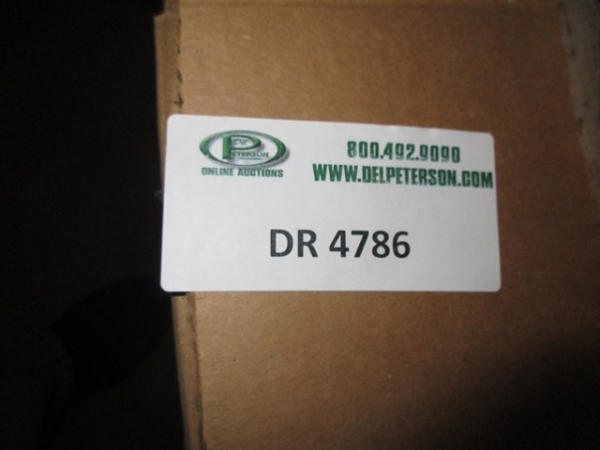 PETERSON
ONLINE AUCTIONS
800.492.9090
WWW.DELPETERSON.COM
DR 4786